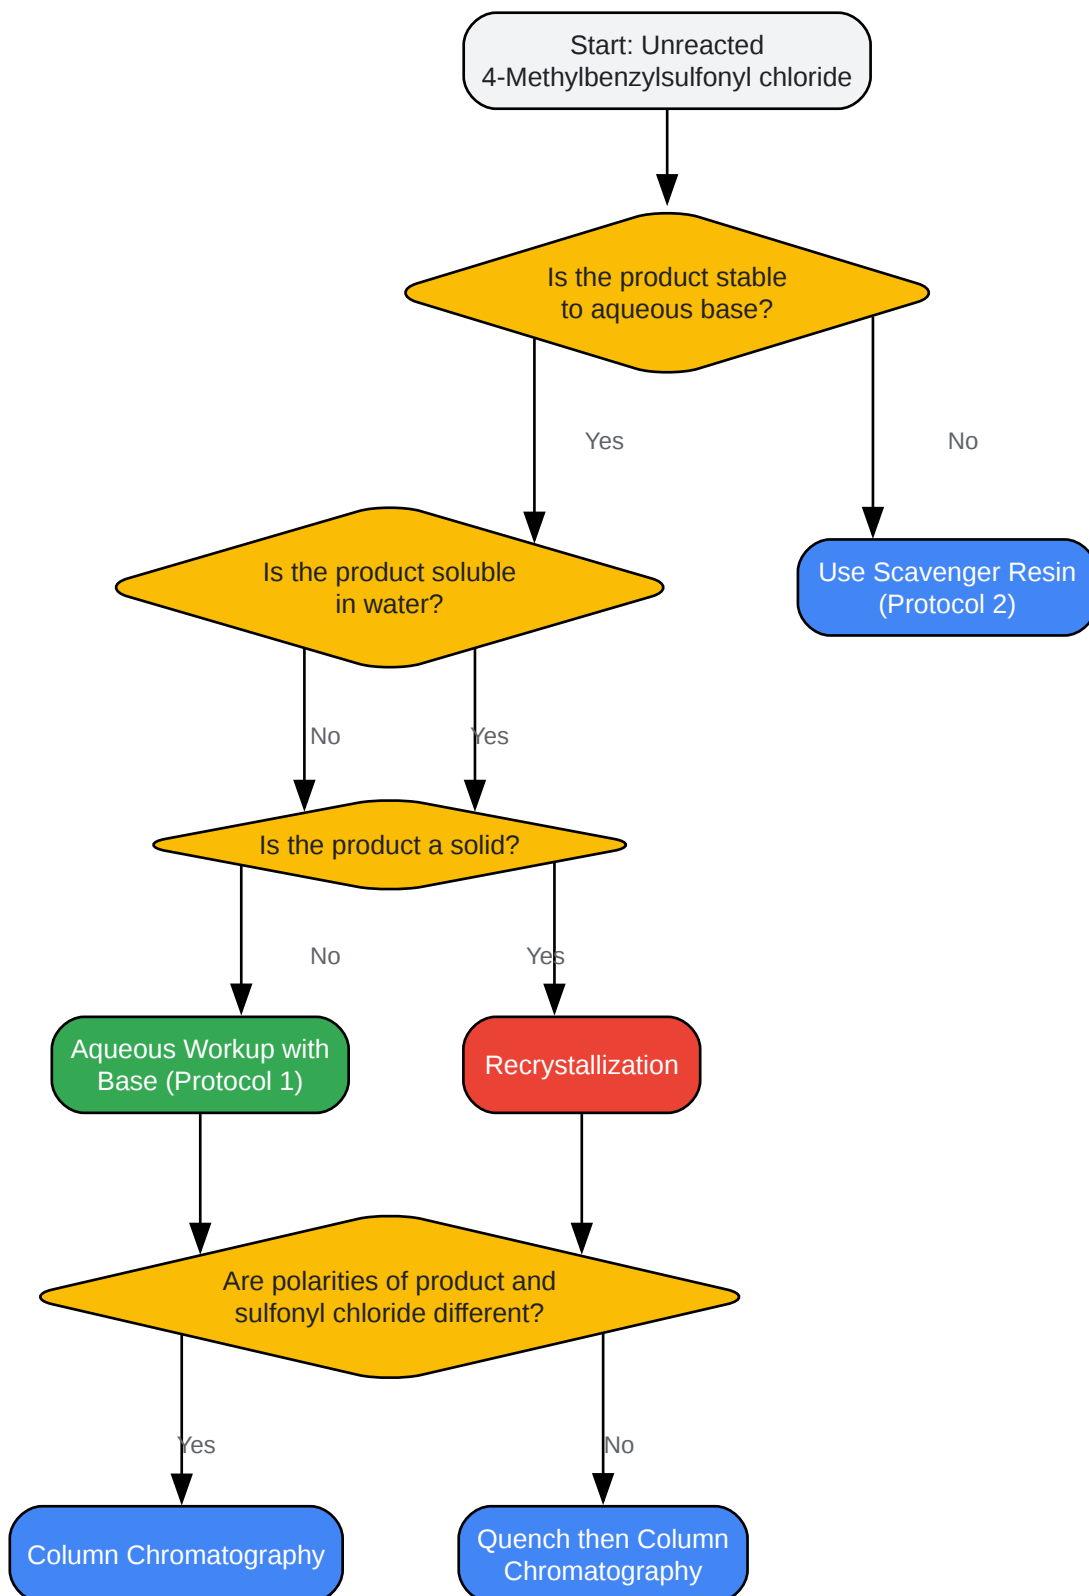 Start: Unreacted
4-Methylbenzylsulfonyl chloride
Is the product stable
to aqueous base?
Yes
No
Is the product soluble
in water?
Use Scavenger Resin
(Protocol 2)
No
Yes
Is the product a solid?
No
Yes
Aqueous Workup with
Base (Protocol 1)
Recrystallization
Are polarities of product and
sulfonyl chloride different?
Yes
No
Column Chromatography
Quench then Column
Chromatography